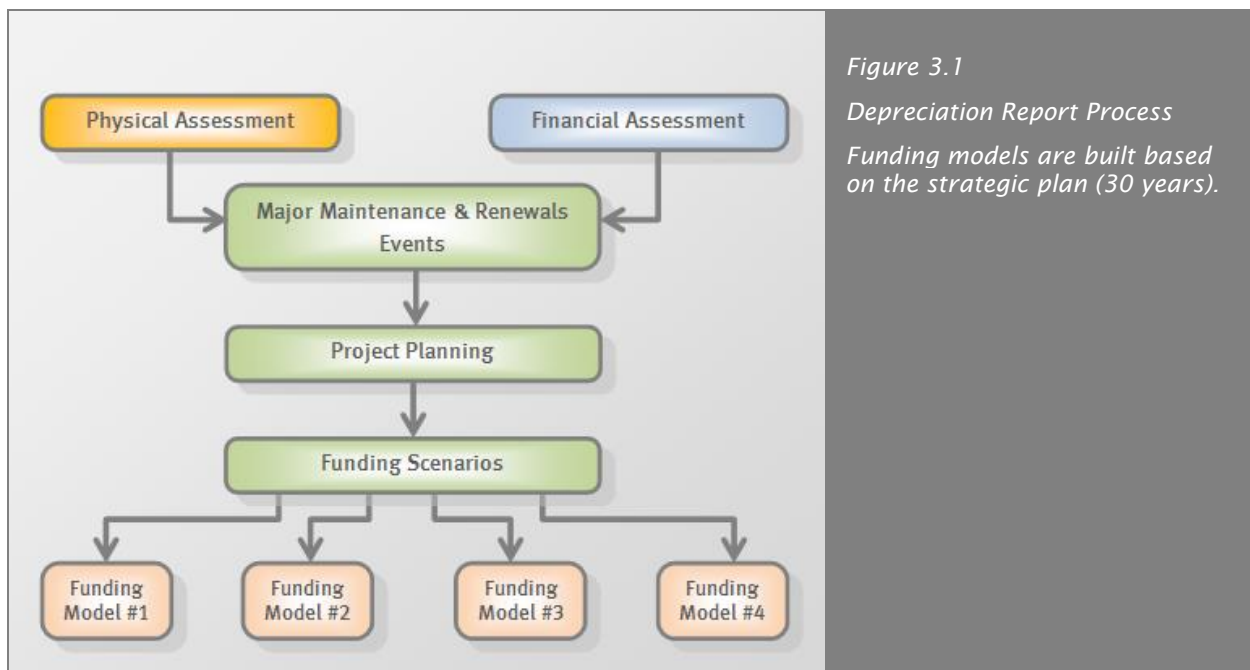 Physical Assessment
Financial Assessment
Major Maintenance & Renewals
Events
Project Planning
Funding Scenarios
Funding
Model #1
Funding
Model #2
Funding
Model #3
Funding
Model #4
Figure 3.1
Depreciation Report Process
Funding models are built based
on the strategic plan (30 years).